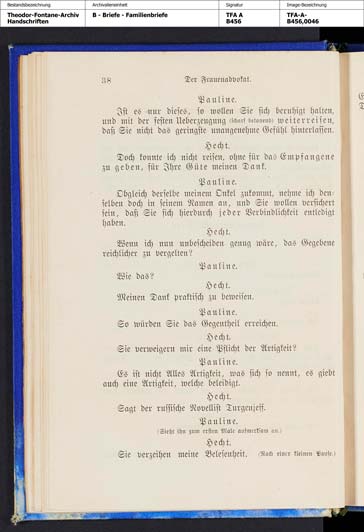 Bestandsbezeichnung
Archivalieneinheit
Signatur
Image-Bezeichnung
Theodor-Fontane-Archiv
Handschriften
B - Briefe - Familienbriefe
TFA A
B456
TFA-A-
B456,0046
38
Der Frauenadvokat.
Pauline.
Ist es nur dieses, so wollen Sie sich beruhigt halten,
und mit der festen Ueberzeugung (scharf betonend) weiterreisen,
daß Sie nicht das geringste unangenehme Gefühl hinterlassen.
Hecht.
Doch konnte ich nicht reisen, ohne für das Empfangene
zu geben, für Ihre Güte meinen Dank.
Pauline.
Obgleich derselbe meinem Onkel zukommt, nehme ich den-
selben doch in seinem Namen an, und Sie wollen versichert
sein, daß Sie sich hierdurch jeder Verbindlichkeit entledigt
haben.
Hecht.
Wenn ich nun unbescheiden genug wäre, das Gegebene
reichlicher zu vergelten?
Pauline.
Wie das?
Hecht.
Meinen Dank praktisch zu beweisen.
Pauline.
So würden Sie das Gegentheil erreichen.
Hecht.
Sie verweigern mir eine Pflicht der Artigkeit?
Pauline.
Es ist nicht Alles Artigkeit, was sich so nennt, es giebt
auch eine Artigkeit, welche beleidigt.
Hecht.
Sagt der russische Novellist Turgenjeff.
Pauline.
(Sieht ihn zum ersten Male aufmerksam an.)
Hecht.
Sie verzeihen meine Belesenheit. (Nach einer kleinen Pause.)